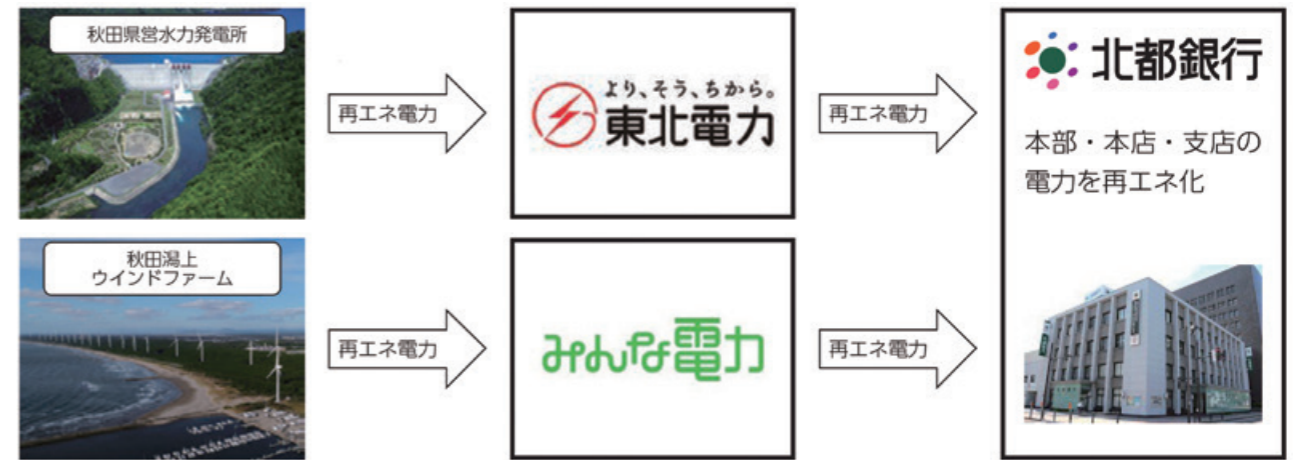 秋田県営水力発電所
再エネ電力
より、そう、ちから。
東北電力
再エネ電力
北都銀行
本部・本店・支店の
電力を再エネ化
秋田潟上
ウインドファーム
再エネ電力
みんな電力
再エネ電力